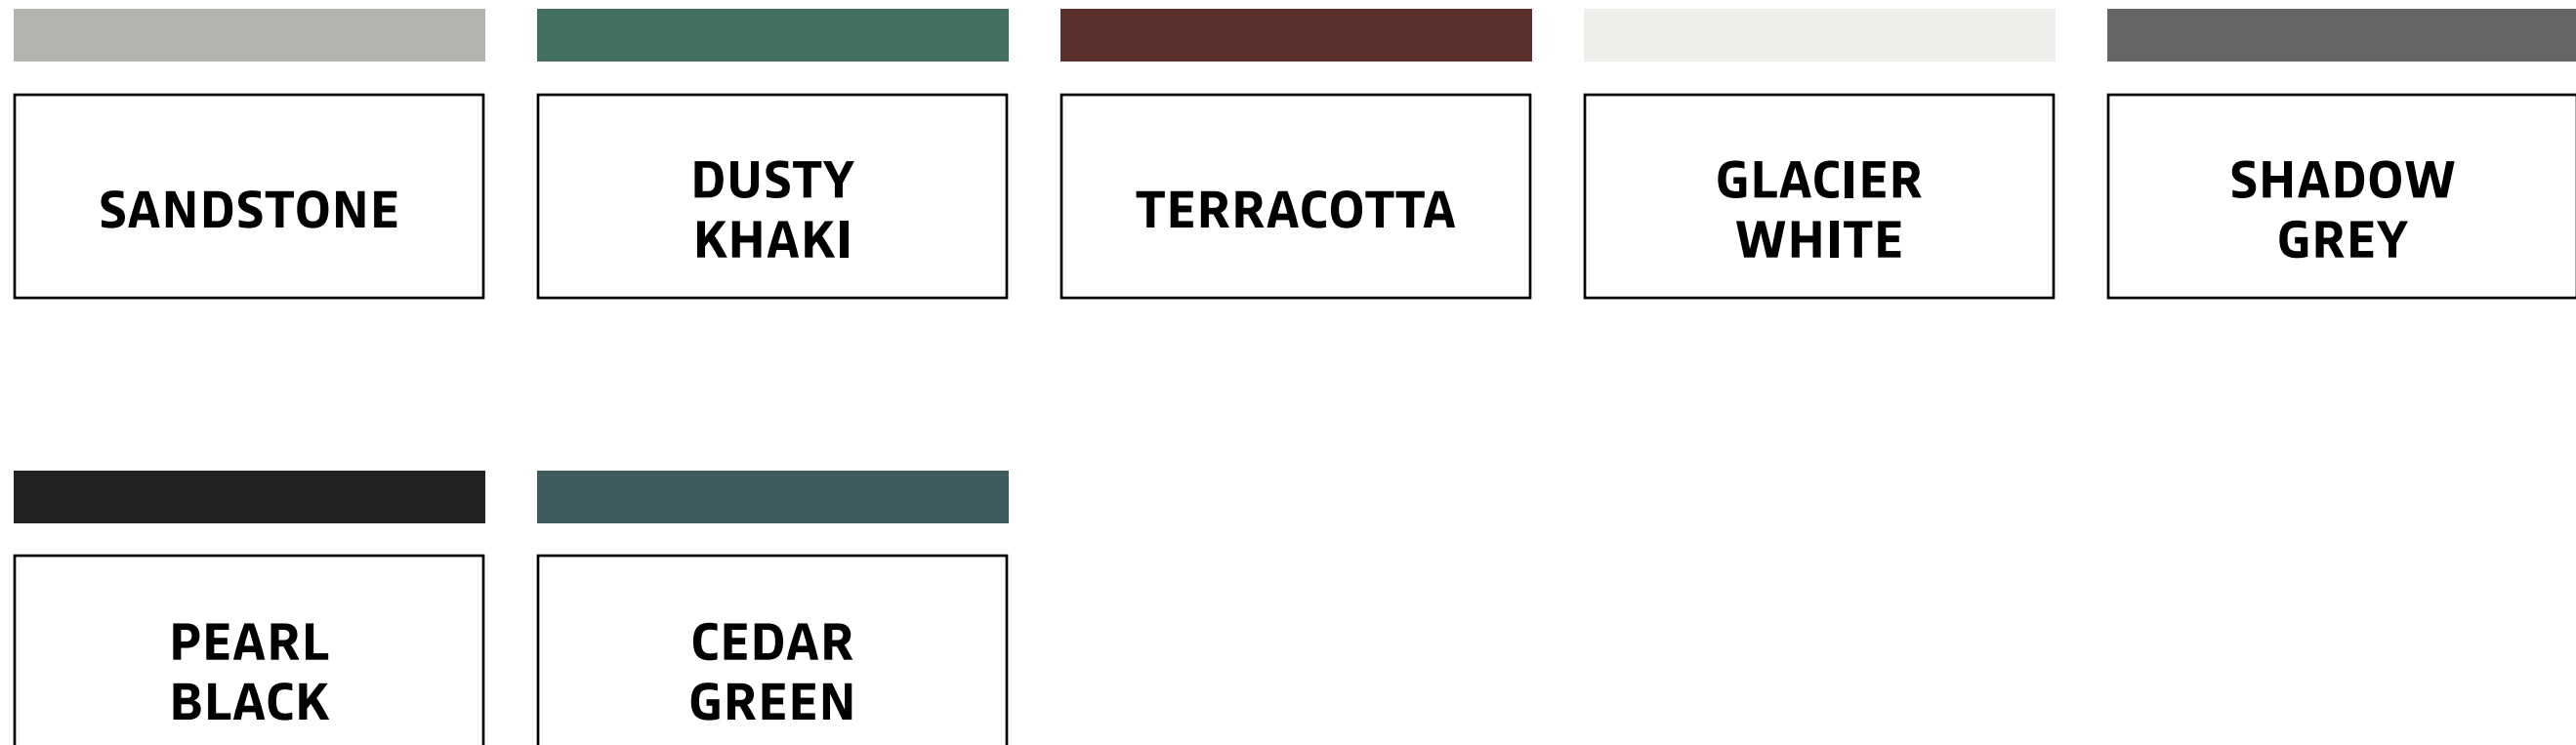 SANDSTONE
DUSTY
KHAKI
TERRACOTTA
GLACIER
WHITE
SHADOW
GREY
PEARL
BLACK
CEDAR
GREEN